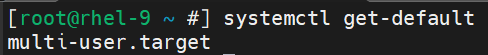 [root@rhel-9 ~ #] systemctl get-default
multi-user.target